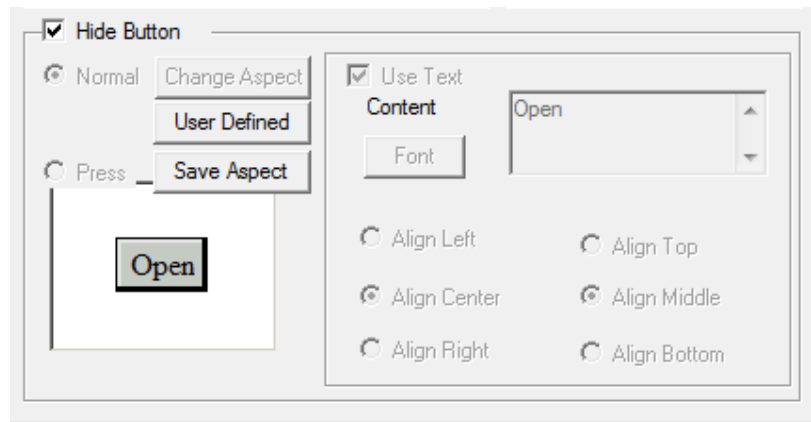 Hide Button
Normal
Change Aspect
User Defined
Press
Save Aspect
Open
Use Text
Content
Open
Font
Align Left
Align Top
Align Center
Align Middle
Align Right
Align Bottom